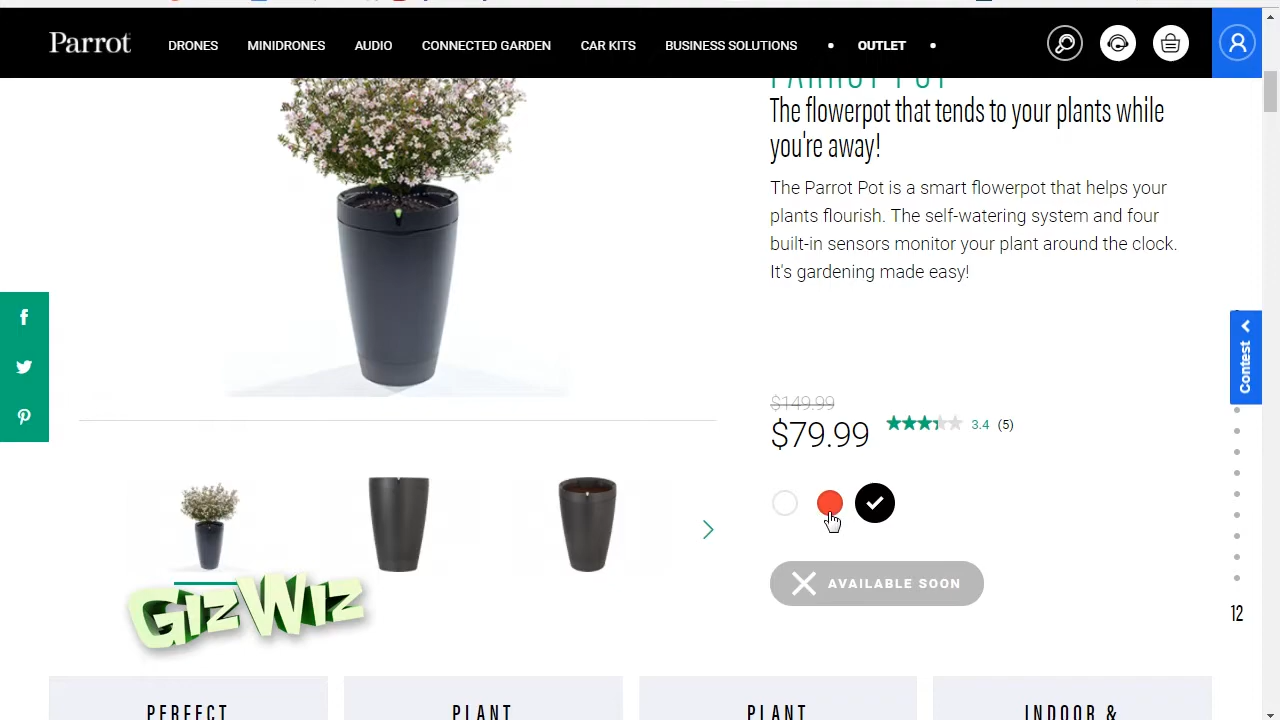 Parrot
DRONES
MINIDRONES
AUDIO
CONNECTED GARDEN
CAR KITS
BUSINESS SOLUTIONS
OUTLET
PARROT POT
The flowerpot that tends to your plants while
you're away!
The Parrot Pot is a smart flowerpot that helps your
plants flourish. The self-watering system and four
built-in sensors monitor your plant around the clock.
It's gardening made easy!
Contest
$149.99
$79.99
3.4 (5)
AVAILABLE SOON
12
GizWiz
PERFECT
PLANT
PLANT
INDOOR &